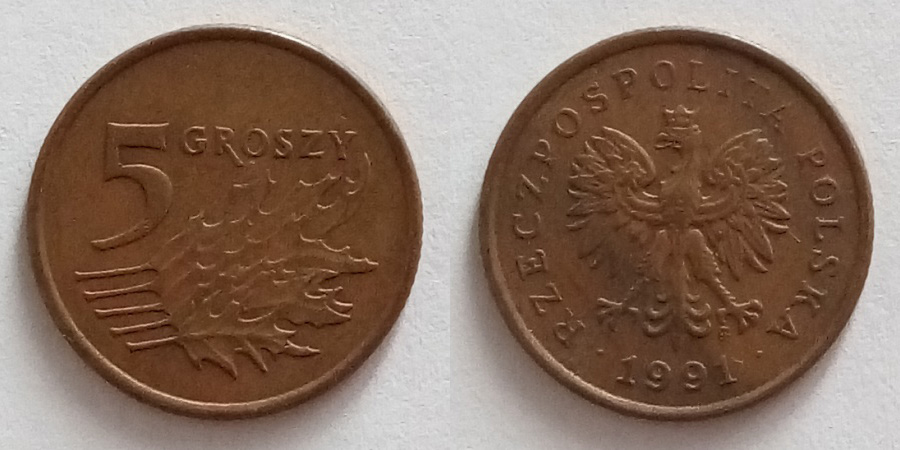 5 GROSZY
RZECZPOSPOLITA POLSKA
1991